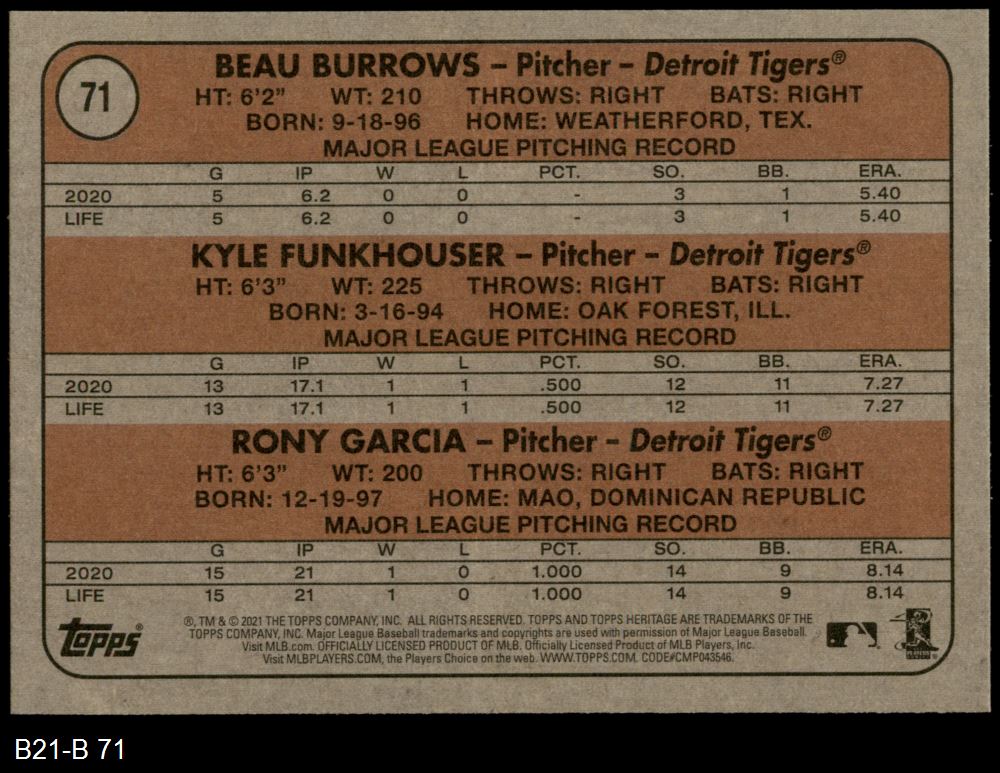 71
BEAU BURROWS – Pitcher – Detroit Tigers®
HT: 6'2" WT: 210 THROWS: RIGHT BATS: RIGHT
BORN: 9-18-96 HOME: WEATHERFORD, TEX.
MAJOR LEAGUE PITCHING RECORD
G IP W L PCT. SO. BB. ERA.
2020 5 6.2 0 0 - 3 1 5.40
LIFE 5 6.2 0 0 - 3 1 5.40
KYLE FUNKHOUSER – Pitcher – Detroit Tigers®
HT: 6'3" WT: 225 THROWS: RIGHT BATS: RIGHT
BORN: 3-16-94 HOME: OAK FOREST, ILL.
MAJOR LEAGUE PITCHING RECORD
G IP W L PCT. SO. BB. ERA.
2020 13 17.1 1 1 .500 12 11 7.27
LIFE 13 17.1 1 1 .500 12 11 7.27
RONY GARCIA – Pitcher – Detroit Tigers®
HT: 6'3" WT: 200 THROWS: RIGHT BATS: RIGHT
BORN: 12-19-97 HOME: MAO, DOMINICAN REPUBLIC
MAJOR LEAGUE PITCHING RECORD
G IP W L PCT. SO. BB. ERA.
2020 15 21 1 0 1.000 14 9 8.14
LIFE 15 21 1 0 1.000 14 9 8.14
TOPPS®
®, TM & © 2021 THE TOPPS COMPANY, INC. ALL RIGHTS RESERVED. TOPPS AND TOPPS HERITAGE ARE TRADEMARKS OF THE
TOPPS COMPANY, INC. Major League Baseball trademarks and copyrights are used with permission of Major League Baseball.
Visit MLB.com. OFFICIALLY LICENSED PRODUCT of MLB. Officially Licensed Product of MLB Players, Inc.
Visit MLBPLAYERS.COM, the Players Choice on the web. WWW.TOPPS.COM. CODE#CMP043546.
B21-B 71